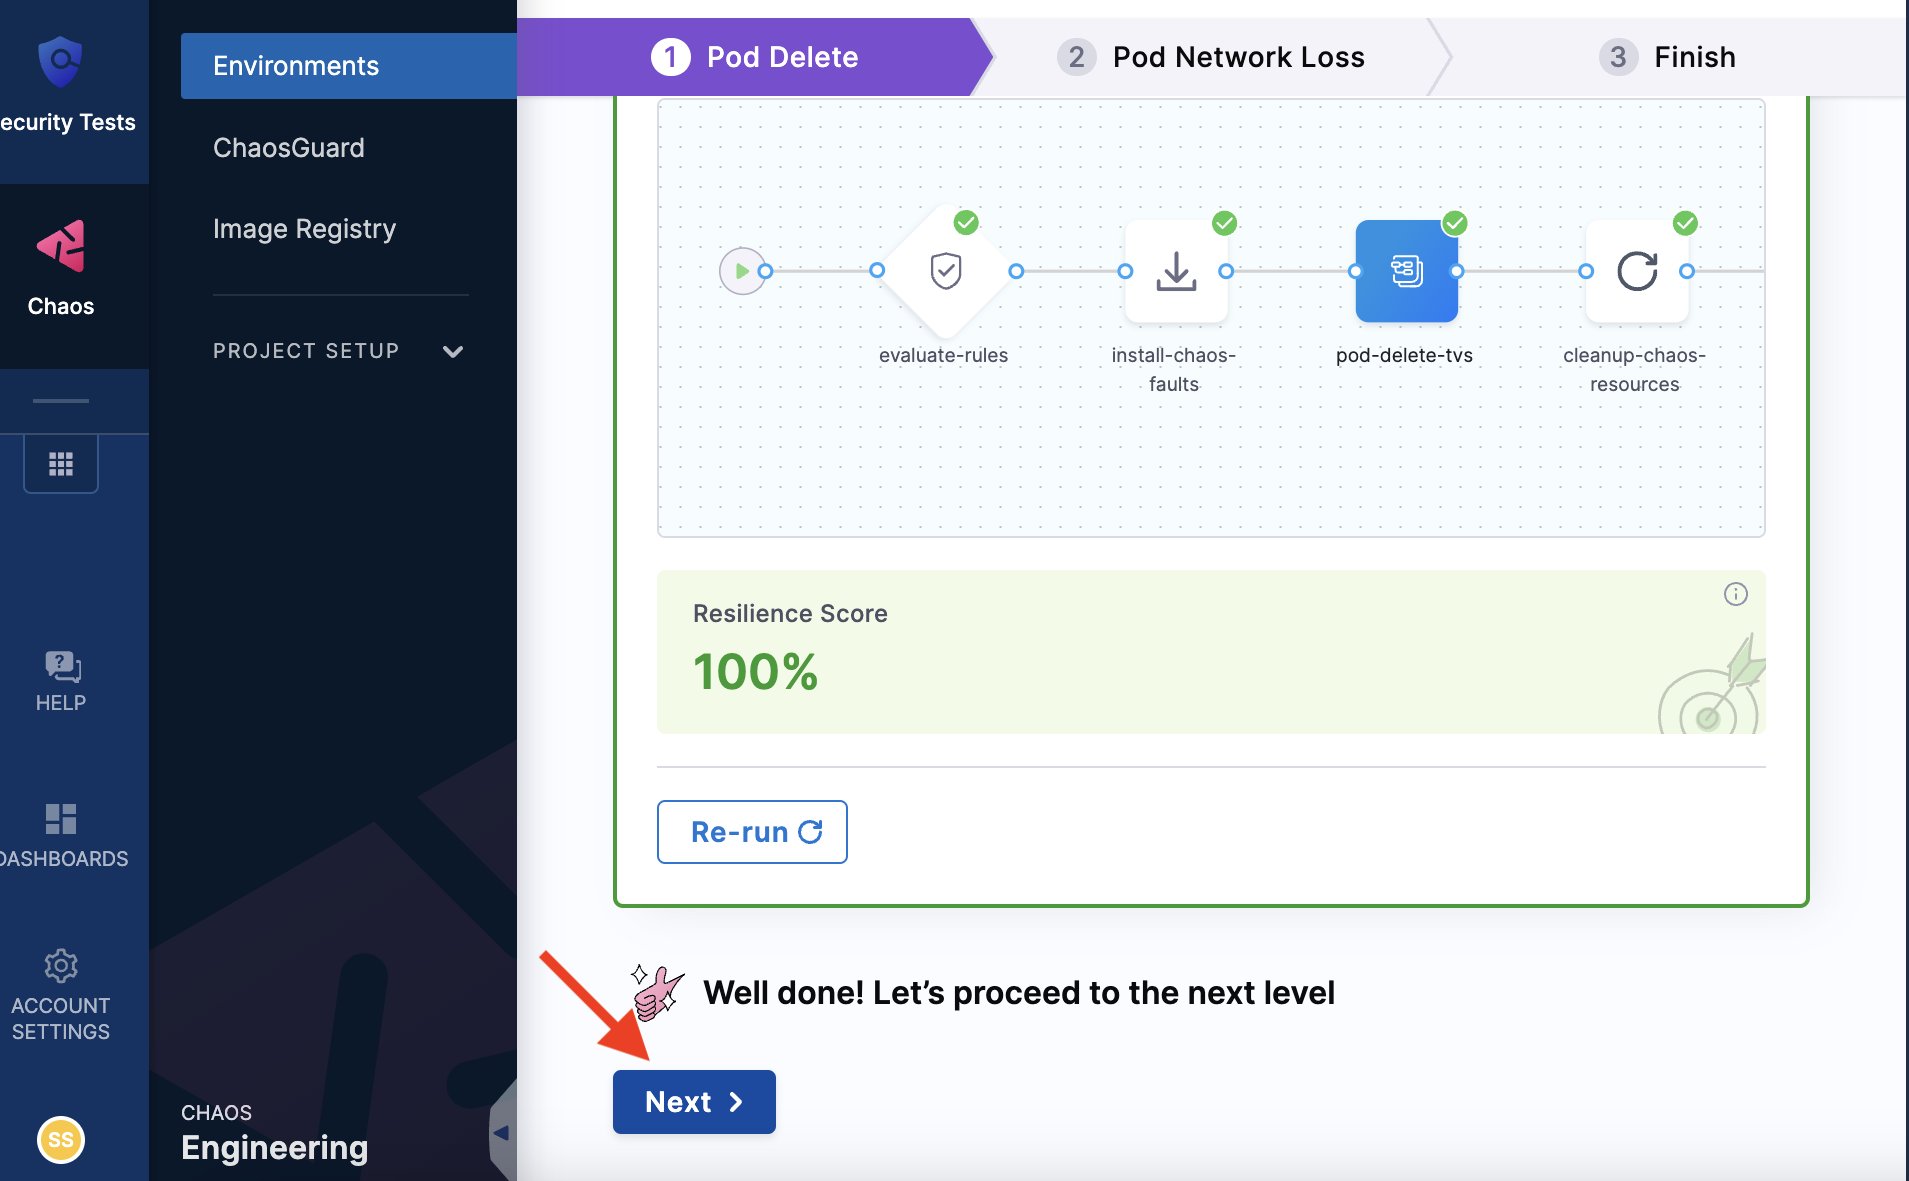 ecurity Tests
Chaos
HELP
DASHBOARDS
ACCOUNT
SETTINGS
SS
Environments
ChaosGuard
Image Registry
PROJECT SETUP
CHAOS
Engineering
1 Pod Delete
2 Pod Network Loss
3 Finish
evaluate-rules
install-chaos-
faults
pod-delete-tvs
cleanup-chaos-
resources
Resilience Score
100%
Re-run
Well done! Let’s proceed to the next level
Next